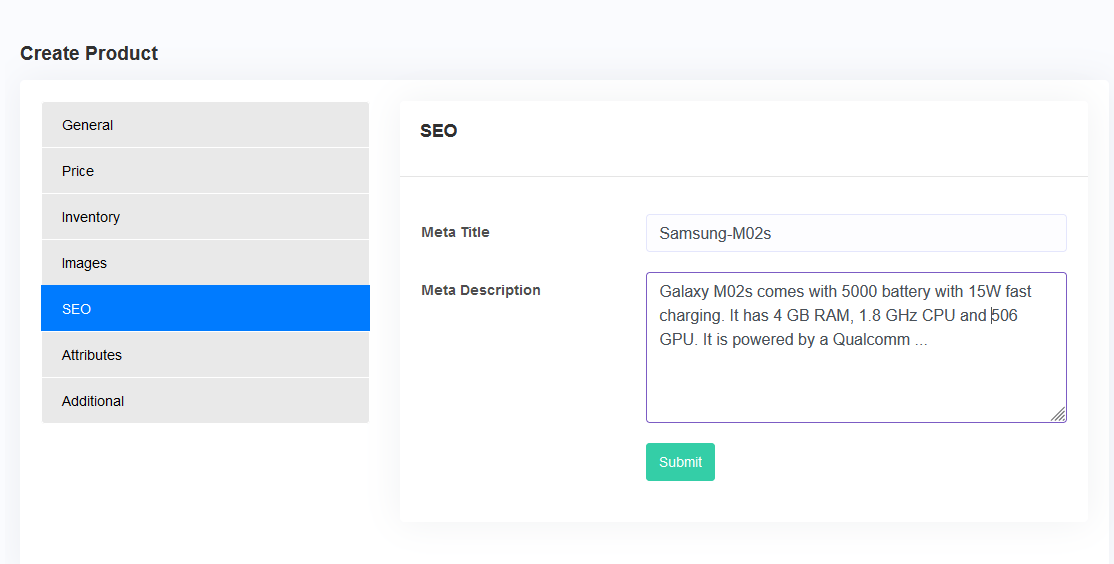 Create Product
General
Price
Inventory
Images
SEO
Attributes
Additional
SEO
Meta Title
Samsung-M02s
Meta Description
Galaxy M02s comes with 5000 battery with 15W fast
charging. It has 4 GB RAM, 1.8 GHz CPU and 506
GPU. It is powered by a Qualcomm ...
Submit